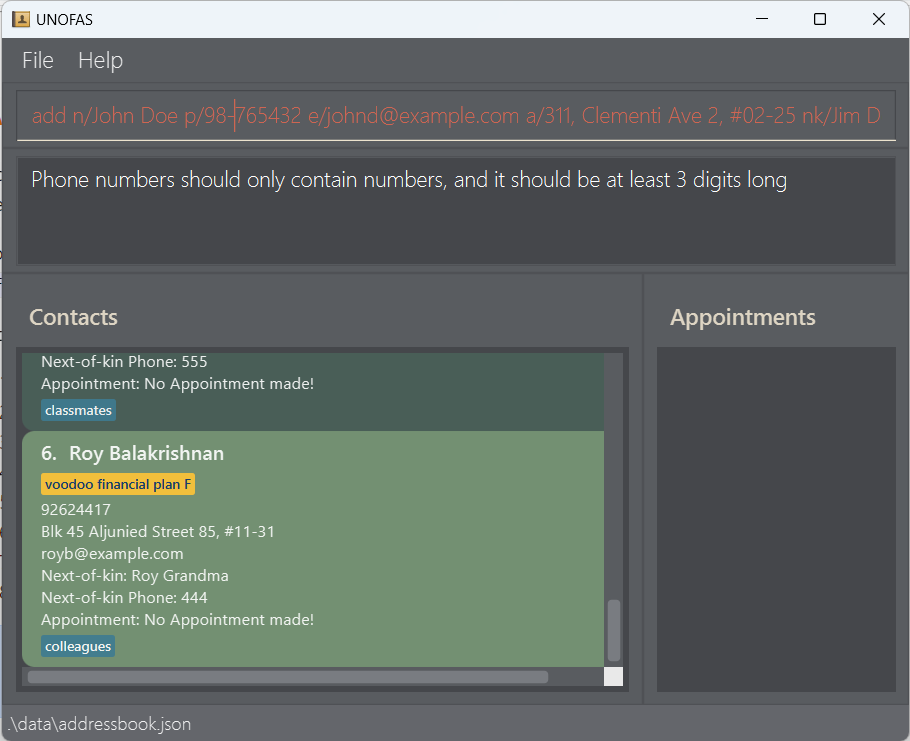 UNOFAS
File Help
add n/John Doe p/98-765432 e/johnd@example.com a/311, Clementi Ave 2, #02-25 nk/Jim D
Phone numbers should only contain numbers, and it should be at least 3 digits long
Contacts
Next-of-kin Phone: 555
Appointment: No Appointment made!
classmates
6. Roy Balakrishnan
voodoo financial plan F
92624417
Blk 45 Aljunied Street 85, #11-31
royb@example.com
Next-of-kin: Roy Grandma
Next-of-kin Phone: 444
Appointment: No Appointment made!
colleagues
Appointments
.\data\addressbook.json